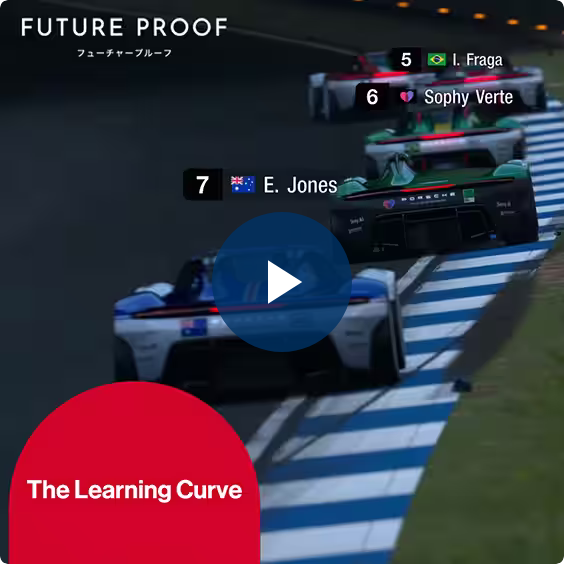 FUTURE PROOF
フューチャープルーフ
5 I. Fraga
6 Sophy Verte
7 E. Jones
PORSCHE
The Learning Curve